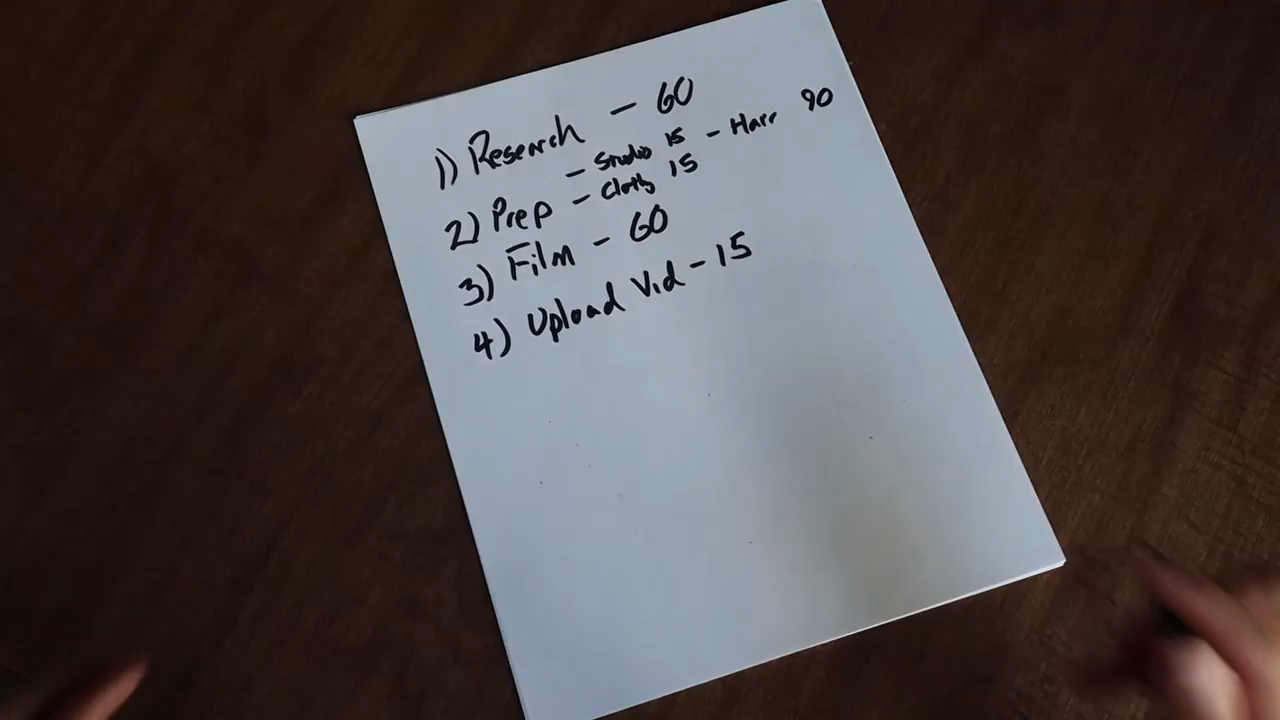 1) Research - 60
- Studio 15 - Hair 90
2) Prep - Cloths 15
3) Film - 60
4) Upload Vid - 15